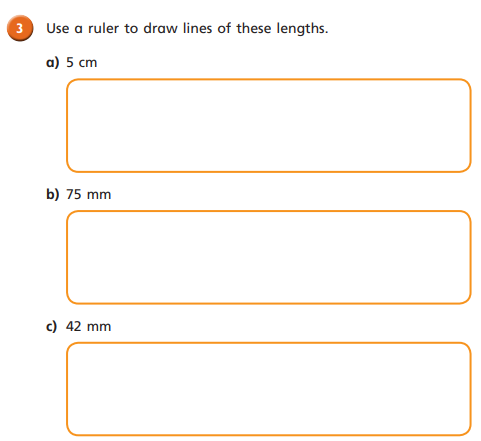 3 Use a ruler to draw lines of these lengths.
a) 5 cm
b) 75 mm
c) 42 mm